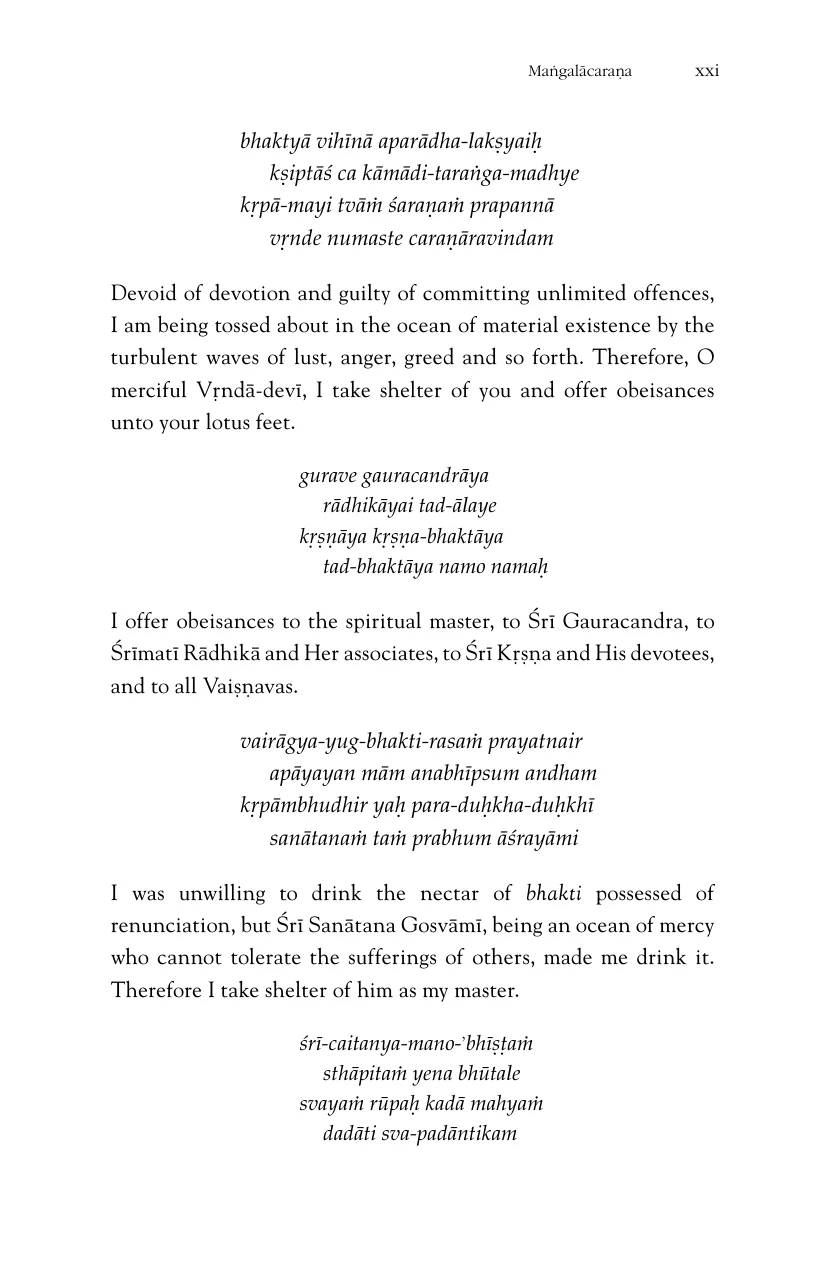 Maṅgalācaraṇa xxi
bhaktyā vihīnā aparādha-lakṣyaiḥ
kṣiptāś ca kāmādi-taraṅga-madhye
kṛpā-mayi tvāṁ śaraṇaṁ prapannā
vṛnde numaste caraṇāravindam
Devoid of devotion and guilty of committing unlimited offences,
I am being tossed about in the ocean of material existence by the
turbulent waves of lust, anger, greed and so forth. Therefore, O
merciful Vṛndā-devī, I take shelter of you and offer obeisances
unto your lotus feet.
gurave gauracandrāya
rādhikāyai tad-ālaye
kṛṣṇāya kṛṣṇa-bhaktāya
tad-bhaktāya namo namaḥ
I offer obeisances to the spiritual master, to Śrī Gauracandra, to
Śrīmatī Rādhikā and Her associates, to Śrī Kṛṣṇa and His devotees,
and to all Vaiṣṇavas.
vairāgya-yug-bhakti-rasaṁ prayatnair
apāyayan mām anabhīpsum andham
kṛpāmbhudhir yaḥ para-duḥkha-duḥkhī
sanātanaṁ taṁ prabhum āśrayāmi
I was unwilling to drink the nectar of bhakti possessed of
renunciation, but Śrī Sanātana Gosvāmī, being an ocean of mercy
who cannot tolerate the sufferings of others, made me drink it.
Therefore I take shelter of him as my master.
śrī-caitanya-mano-’bhīṣṭaṁ
sthāpitaṁ yena bhūtale
svayaṁ rūpaḥ kadā mahyaṁ
dadāti sva-padāntikam